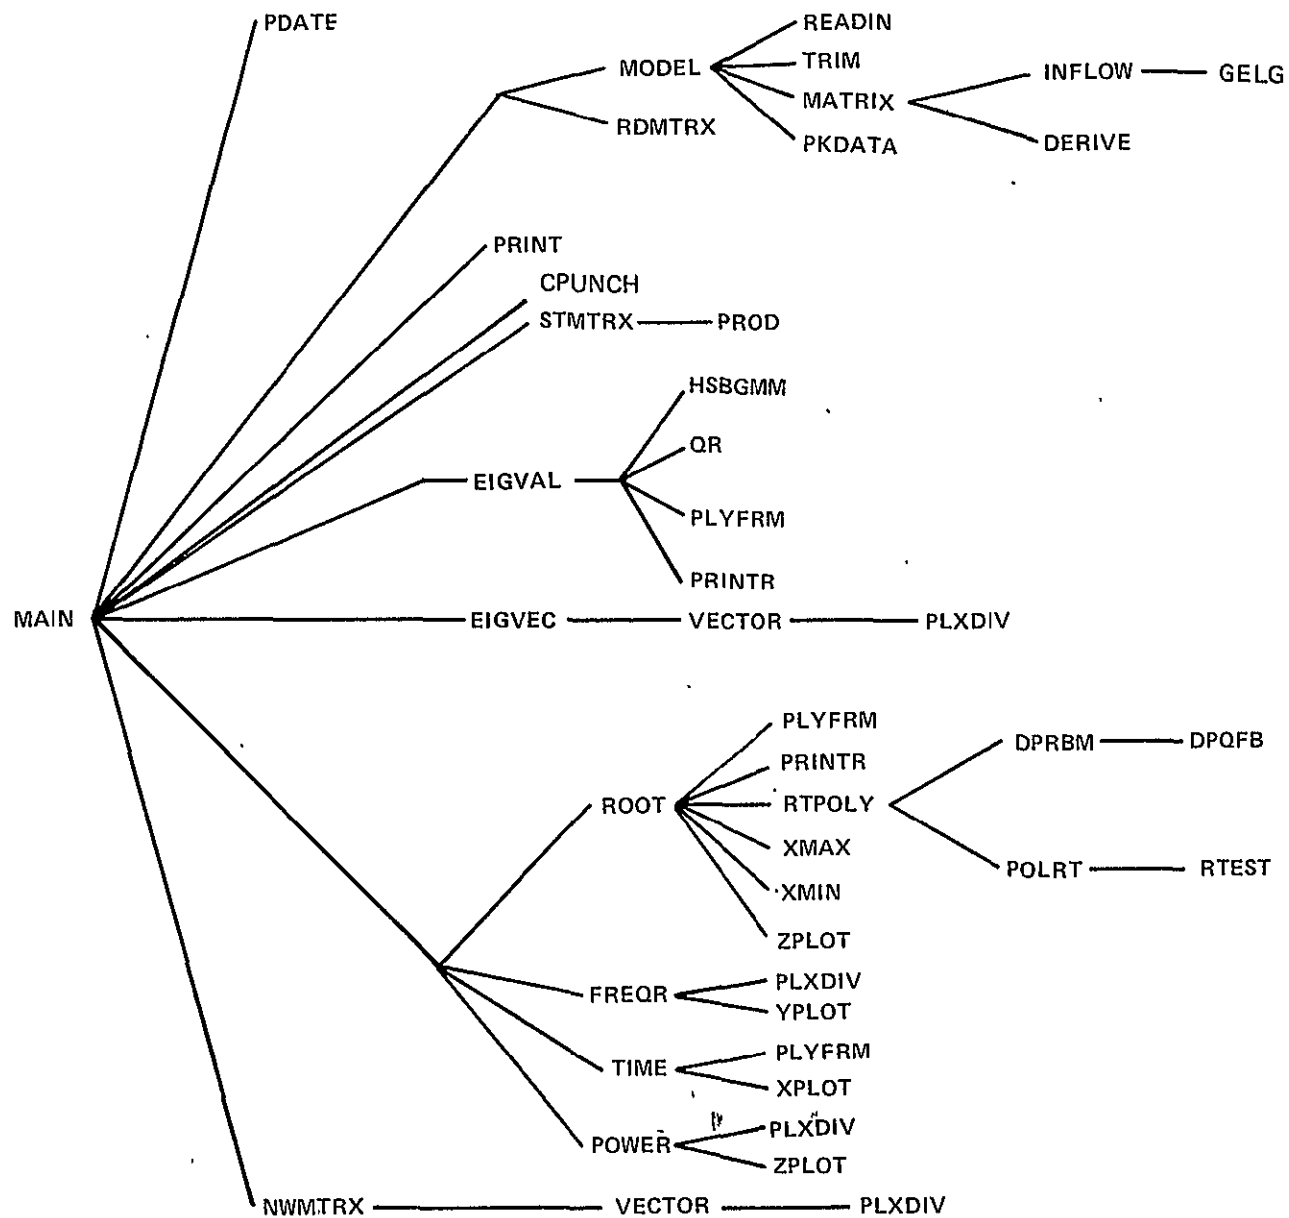 PDATE
READIN
MODEL
TRIM
INFLOW
GELG
MATRIX
RDMTRX
PKDATA
DERIVE
PRINT
CPUNCH
STMTRX
PROD
HSBGMM
QR
EIGVAL
PLYFRM
PRINTR
MAIN
EIGVEC
VECTOR
PLXDIV
PLYFRM
DPRBM
DPQFB
PRINTR
ROOT
RTPOLY
XMAX
POLRT
RTEST
XMIN
ZPLOT
PLXDIV
FREQR
YPLOT
PLYFRM
TIME
XPLOT
PLXDIV
POWER
ZPLOT
NWMTRX
VECTOR
PLXDIV